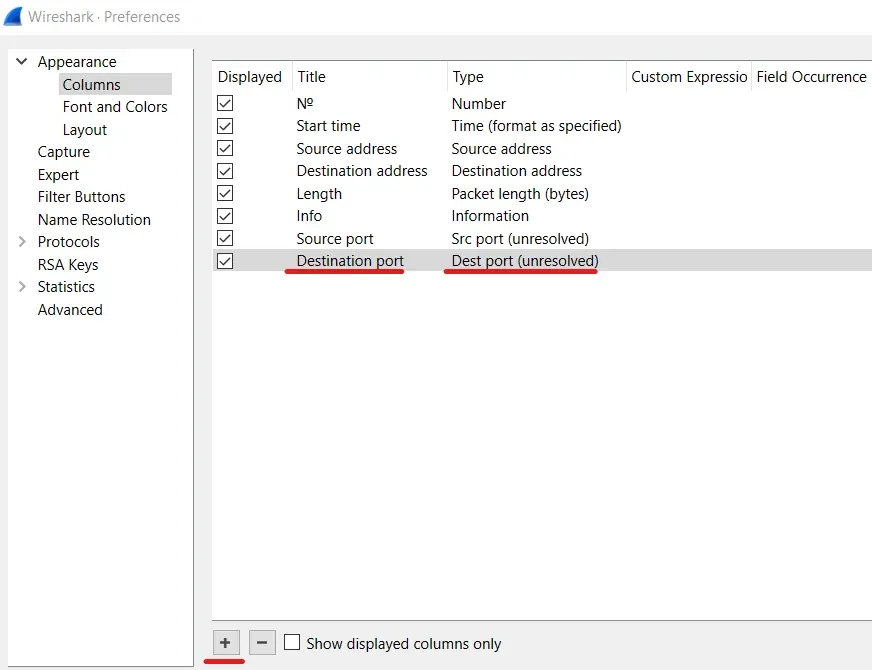 Wireshark · Preferences
Appearance
Columns
Font and Colors
Layout
Capture
Expert
Filter Buttons
Name Resolution
Protocols
RSA Keys
Statistics
Advanced
Displayed Title Type Custom Expressio Field Occurrence
Nº Number
Start time Time (format as specified)
Source address Source address
Destination address Destination address
Length Packet length (bytes)
Info Information
Source port Src port (unresolved)
Destination port Dest port (unresolved)
+ − Show displayed columns only